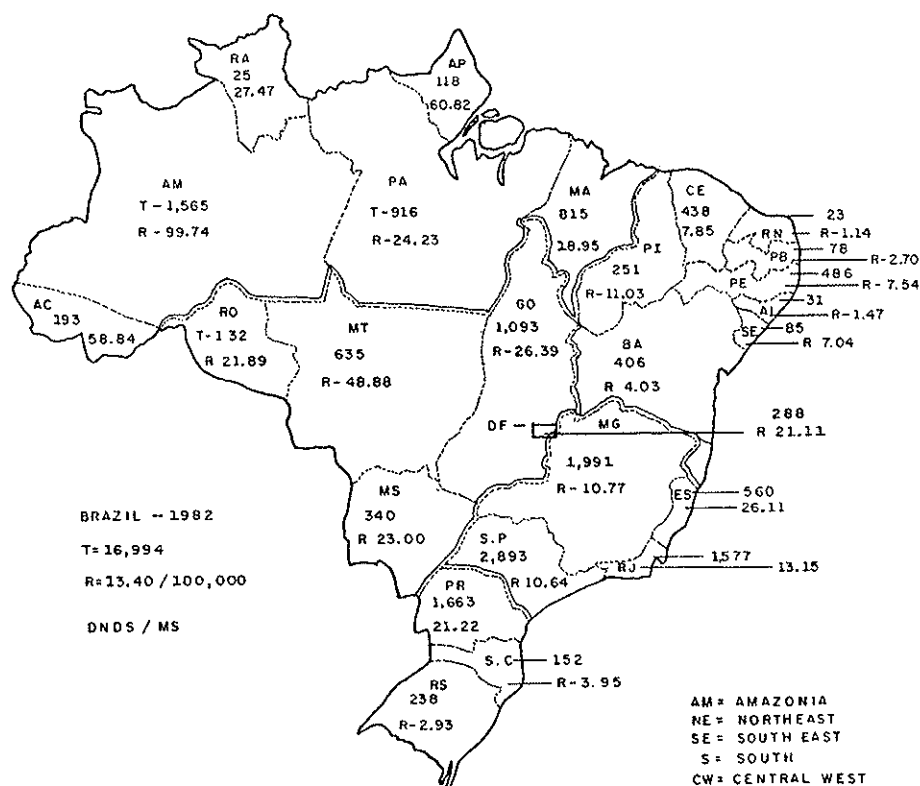 RA
25
27.47
AP
118
60.82
AM
T-1,565
R-99.74
PA
T-916
R-24.23
MA
815
18.95
PI
251
R-11.03
CE
438
7.85
23
RN
R-1.14
78
PB
R-2.70
486
PE
R-7.54
31
AL
R-1.47
SE
85
R 7.04
AC
193
58.84
RO
T-132
R 21.89
MT
635
R-48.88
GO
1,093
R-26.39
BA
406
R 4.03
DF
288
R 21.11
MG
1,991
R-10.77
ES
560
26.11
MS
340
R 23.00
S.P
2,893
R 10.64
RJ
1,577
13.15
PR
1,663
21.22
S.C
152
R-3.95
RS
238
R-2.93
BRAZIL -- 1982
T=16,994
R=13.40/100,000
DNDS / MS
AM= AMAZONIA
NE= NORTHEAST
SE= SOUTH EAST
S= SOUTH
CW= CENTRAL WEST